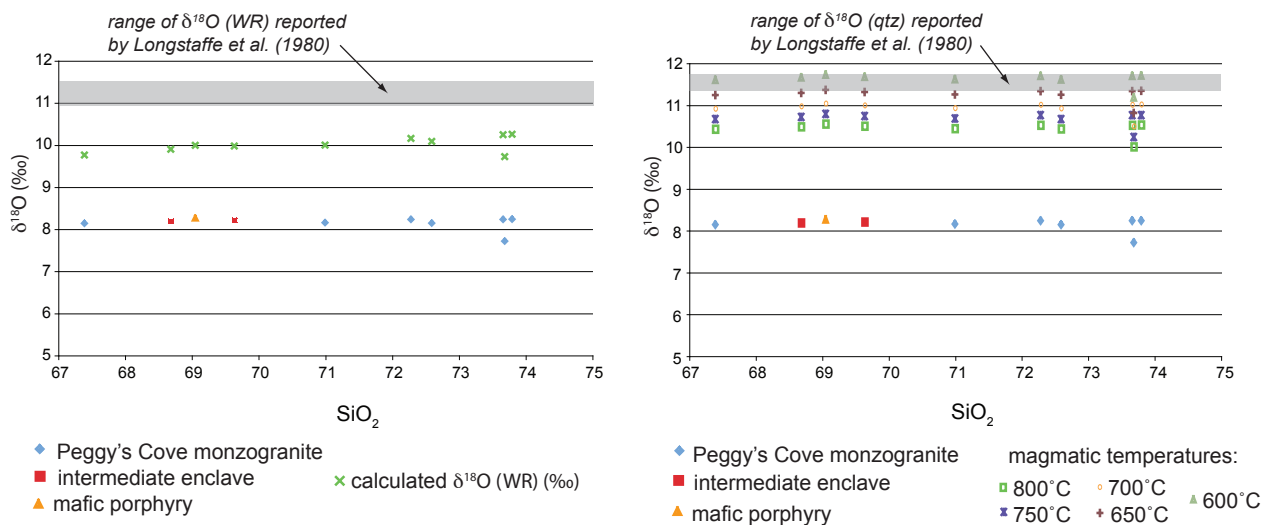 range of δ¹⁸O (WR) reported
by Longstaffe et al. (1980)
12
11
10
9
8
7
6
5
δ¹⁸O (‰)
67
68
69
70
71
72
73
74
75
SiO₂
Peggy's Cove monzogranite
intermediate enclave
mafic porphyry
calculated δ¹⁸O (WR) (‰)
range of δ¹⁸O (qtz) reported
by Longstaffe et al. (1980)
12
11
10
9
8
7
6
5
δ¹⁸O (‰)
67
68
69
70
71
72
73
74
75
SiO₂
Peggy's Cove monzogranite
intermediate enclave
mafic porphyry
magmatic temperatures:
800˚C
700˚C
600˚C
750˚C
650˚C